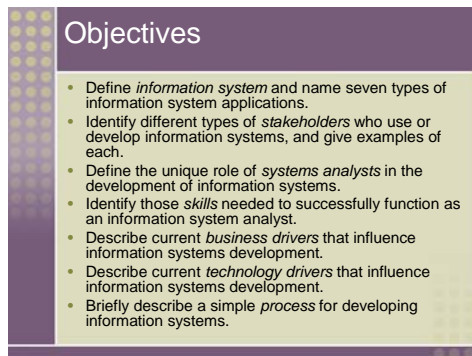 Objectives
• Define information system and name seven types of
information system applications.
• Identify different types of stakeholders who use or
develop information systems, and give examples of
each.
• Define the unique role of systems analysts in the
development of information systems.
• Identify those skills needed to successfully function as
an information system analyst.
• Describe current business drivers that influence
information systems development.
• Describe current technology drivers that influence
information systems development.
• Briefly describe a simple process for developing
information systems.